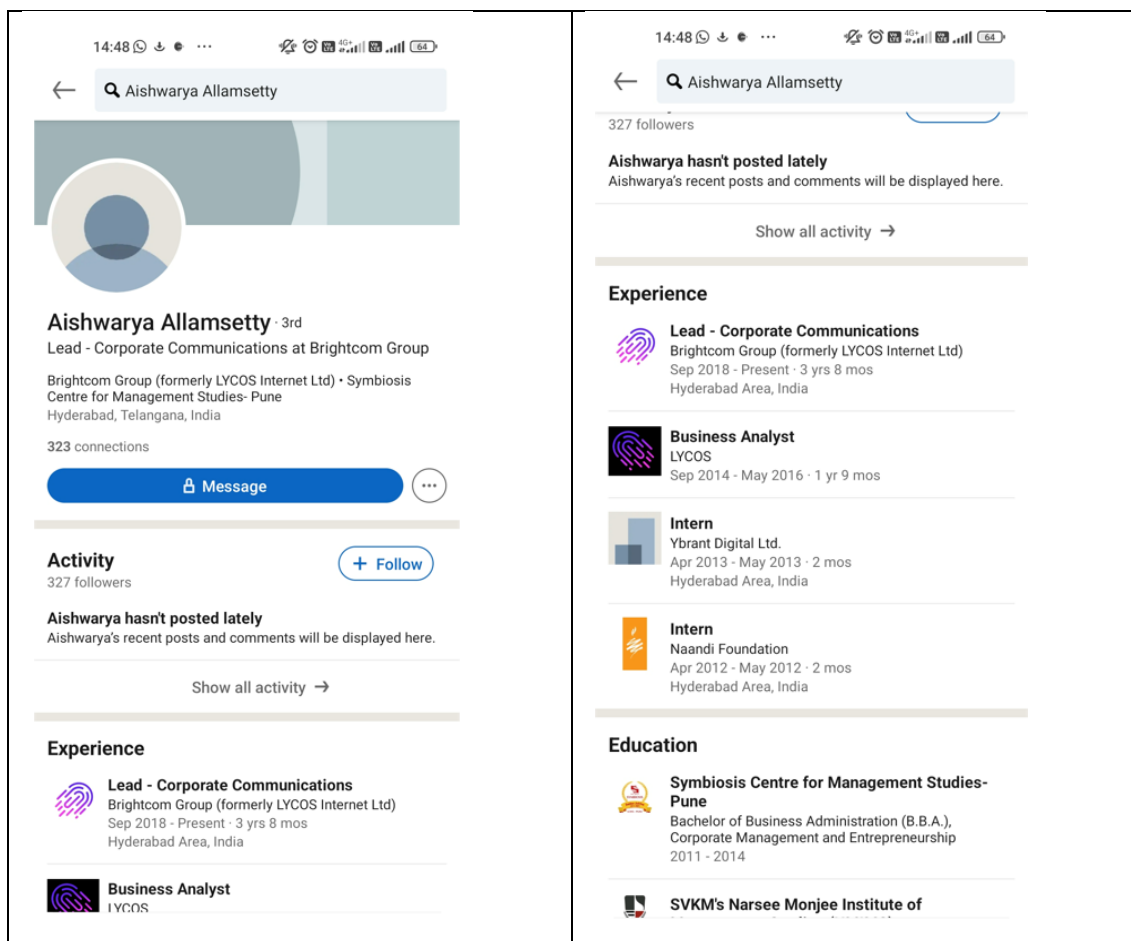 14:48 ... 4G+ 64
Aishwarya Allamsetty
Aishwarya Allamsetty · 3rd
Lead - Corporate Communications at Brightcom Group
Brightcom Group (formerly LYCOS Internet Ltd) • Symbiosis
Centre for Management Studies- Pune
Hyderabad, Telangana, India
323 connections
Message
Activity
327 followers
+ Follow
Aishwarya hasn't posted lately
Aishwarya's recent posts and comments will be displayed here.
Show all activity →
Experience
Lead - Corporate Communications
Brightcom Group (formerly LYCOS Internet Ltd)
Sep 2018 - Present · 3 yrs 8 mos
Hyderabad Area, India
Business Analyst
LYCOS
14:48 ... 4G+ 64
Aishwarya Allamsetty
327 followers
Aishwarya hasn't posted lately
Aishwarya's recent posts and comments will be displayed here.
Show all activity →
Experience
Lead - Corporate Communications
Brightcom Group (formerly LYCOS Internet Ltd)
Sep 2018 - Present · 3 yrs 8 mos
Hyderabad Area, India
Business Analyst
LYCOS
Sep 2014 - May 2016 · 1 yr 9 mos
Intern
Ybrant Digital Ltd.
Apr 2013 - May 2013 · 2 mos
Hyderabad Area, India
Intern
Naandi Foundation
Apr 2012 - May 2012 · 2 mos
Hyderabad Area, India
Education
Symbiosis Centre for Management Studies-
Pune
Bachelor of Business Administration (B.B.A.),
Corporate Management and Entrepreneurship
2011 - 2014
SVKM's Narsee Monjee Institute of